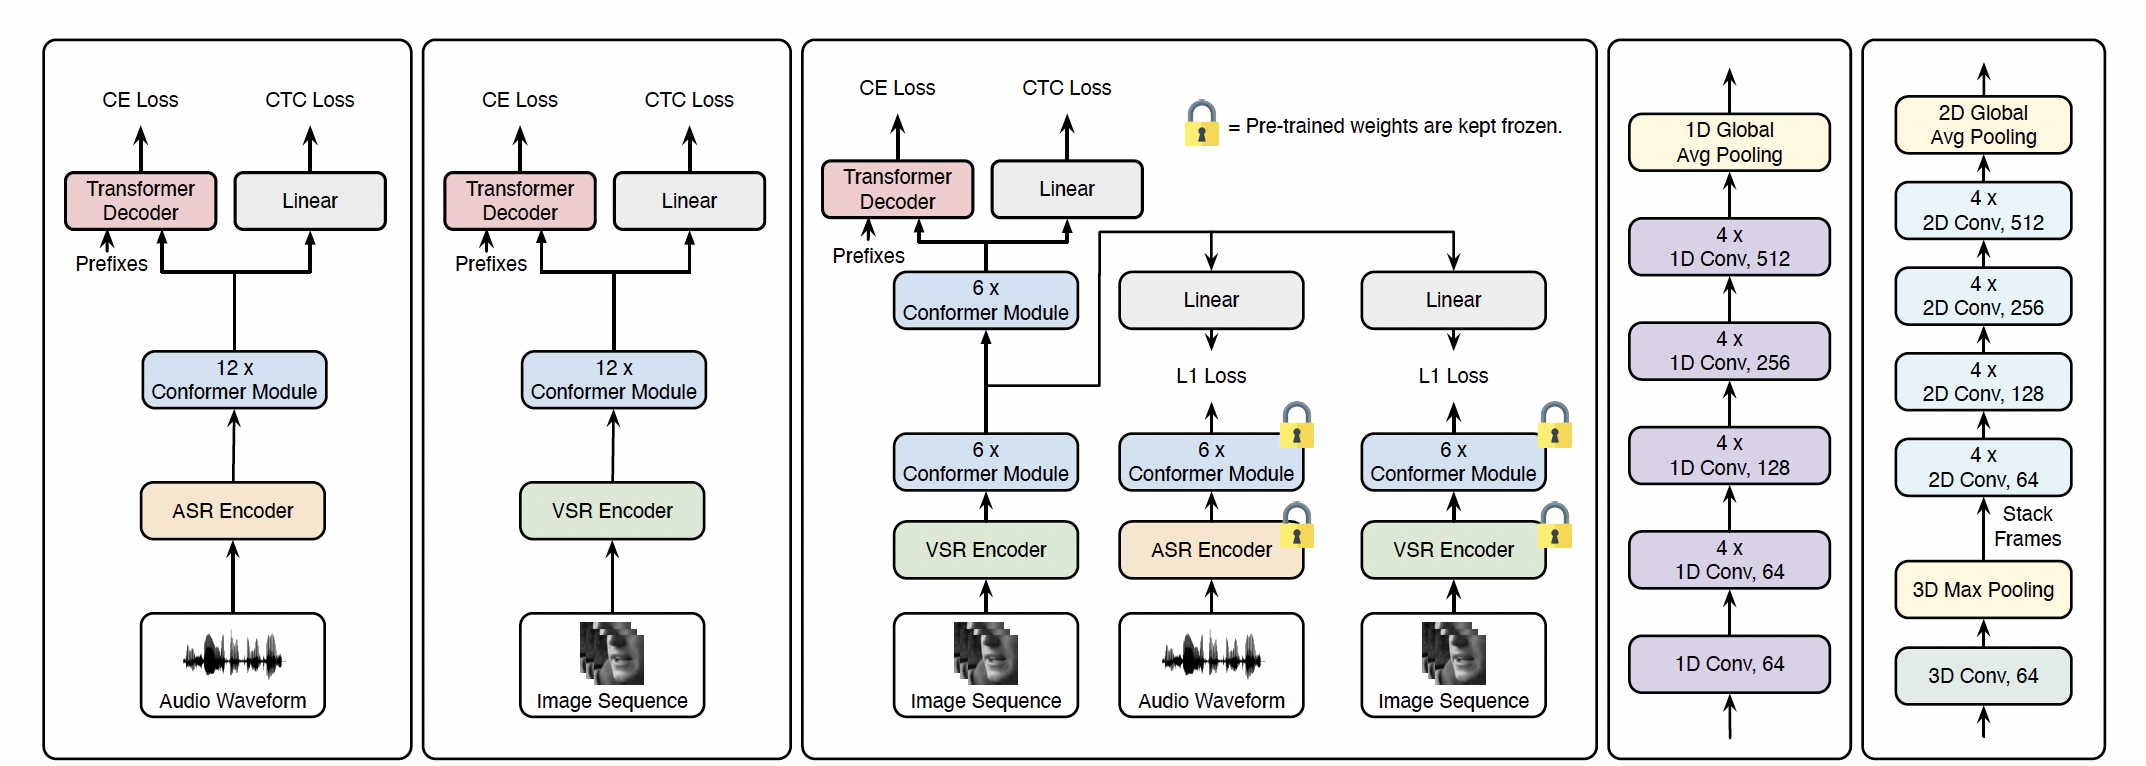 CE Loss
CTC Loss
Transformer
Decoder
Linear
Prefixes
12 x
Conformer Module
ASR Encoder
Audio Waveform
CE Loss
CTC Loss
Transformer
Decoder
Linear
Prefixes
12 x
Conformer Module
VSR Encoder
Image Sequence
CE Loss
CTC Loss
= Pre-trained weights are kept frozen.
Transformer
Decoder
Linear
Prefixes
6 x
Conformer Module
Linear
Linear
L1 Loss
L1 Loss
6 x
Conformer Module
6 x
Conformer Module
6 x
Conformer Module
VSR Encoder
ASR Encoder
VSR Encoder
Image Sequence
Audio Waveform
Image Sequence
1D Global
Avg Pooling
4 x
1D Conv, 512
4 x
1D Conv, 256
4 x
1D Conv, 128
4 x
1D Conv, 64
1D Conv, 64
2D Global
Avg Pooling
4 x
2D Conv, 512
4 x
2D Conv, 256
4 x
2D Conv, 128
4 x
2D Conv, 64
Stack
Frames
3D Max Pooling
3D Conv, 64